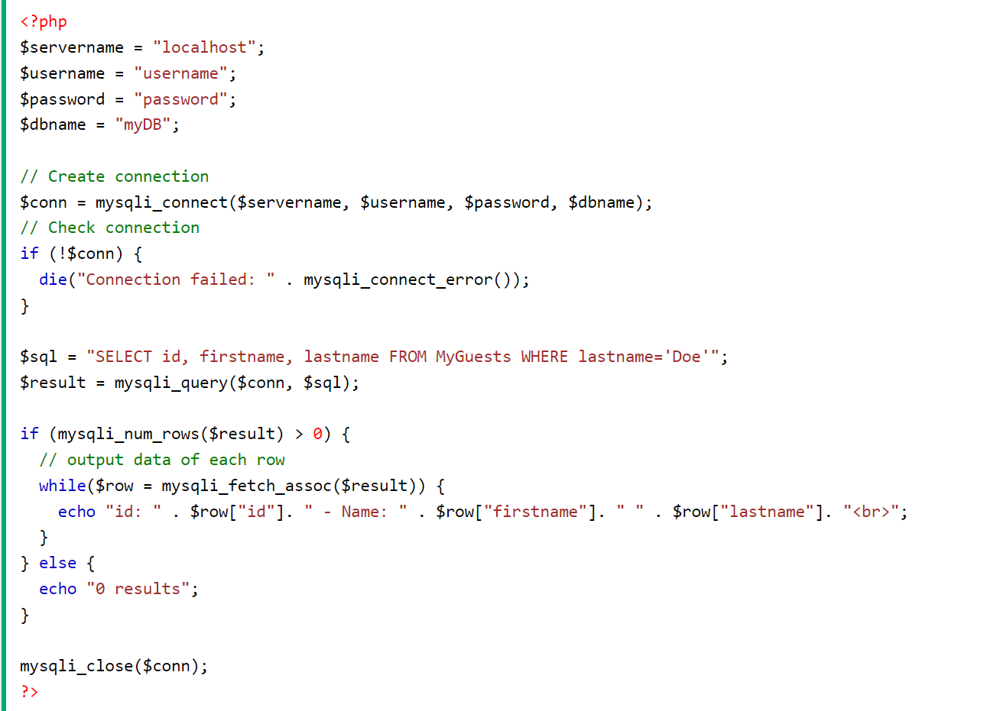 <?php
$servername = "localhost";
$username = "username";
$password = "password";
$dbname = "myDB";

// Create connection
$conn = mysqli_connect($servername, $username, $password, $dbname);
// Check connection
if (!$conn) {
  die("Connection failed: " . mysqli_connect_error());
}

$sql = "SELECT id, firstname, lastname FROM MyGuests WHERE lastname='Doe'";
$result = mysqli_query($conn, $sql);

if (mysqli_num_rows($result) > 0) {
  // output data of each row
  while($row = mysqli_fetch_assoc($result)) {
    echo "id: " . $row["id"]. " - Name: " . $row["firstname"]. " " . $row["lastname"]. "<br>";
  }
} else {
  echo "0 results";
}

mysqli_close($conn);
?>